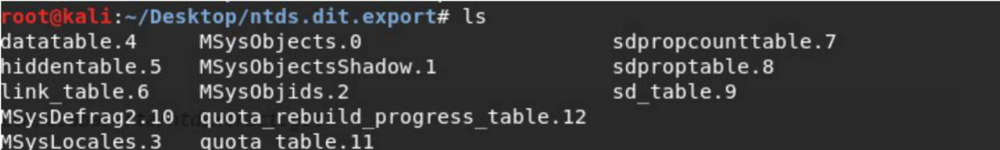 root@kali:~/Desktop/ntds.dit.export# ls
datatable.4 MSysObjects.0 sdpropcounttable.7
hiddentable.5 MSysObjectsShadow.1 sdproptable.8
link_table.6 MSysObjids.2 sd_table.9
MSysDefrag2.10 quota_rebuild_progress_table.12
MSysLocales.3 quota_table.11